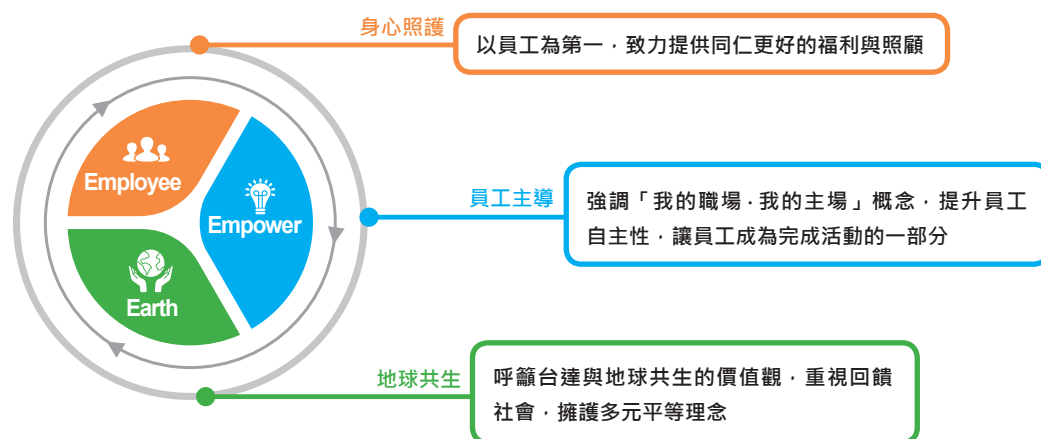 身心照護
以員工為第一，致力提供同仁更好的福利與照顧
Employee
Empower
Earth
員工主導
強調「我的職場·我的主場」概念，提升員工
自主性，讓員工成為完成活動的一部分
地球共生
呼籲台達與地球共生的價值觀，重視回饋
社會，擁護多元平等理念